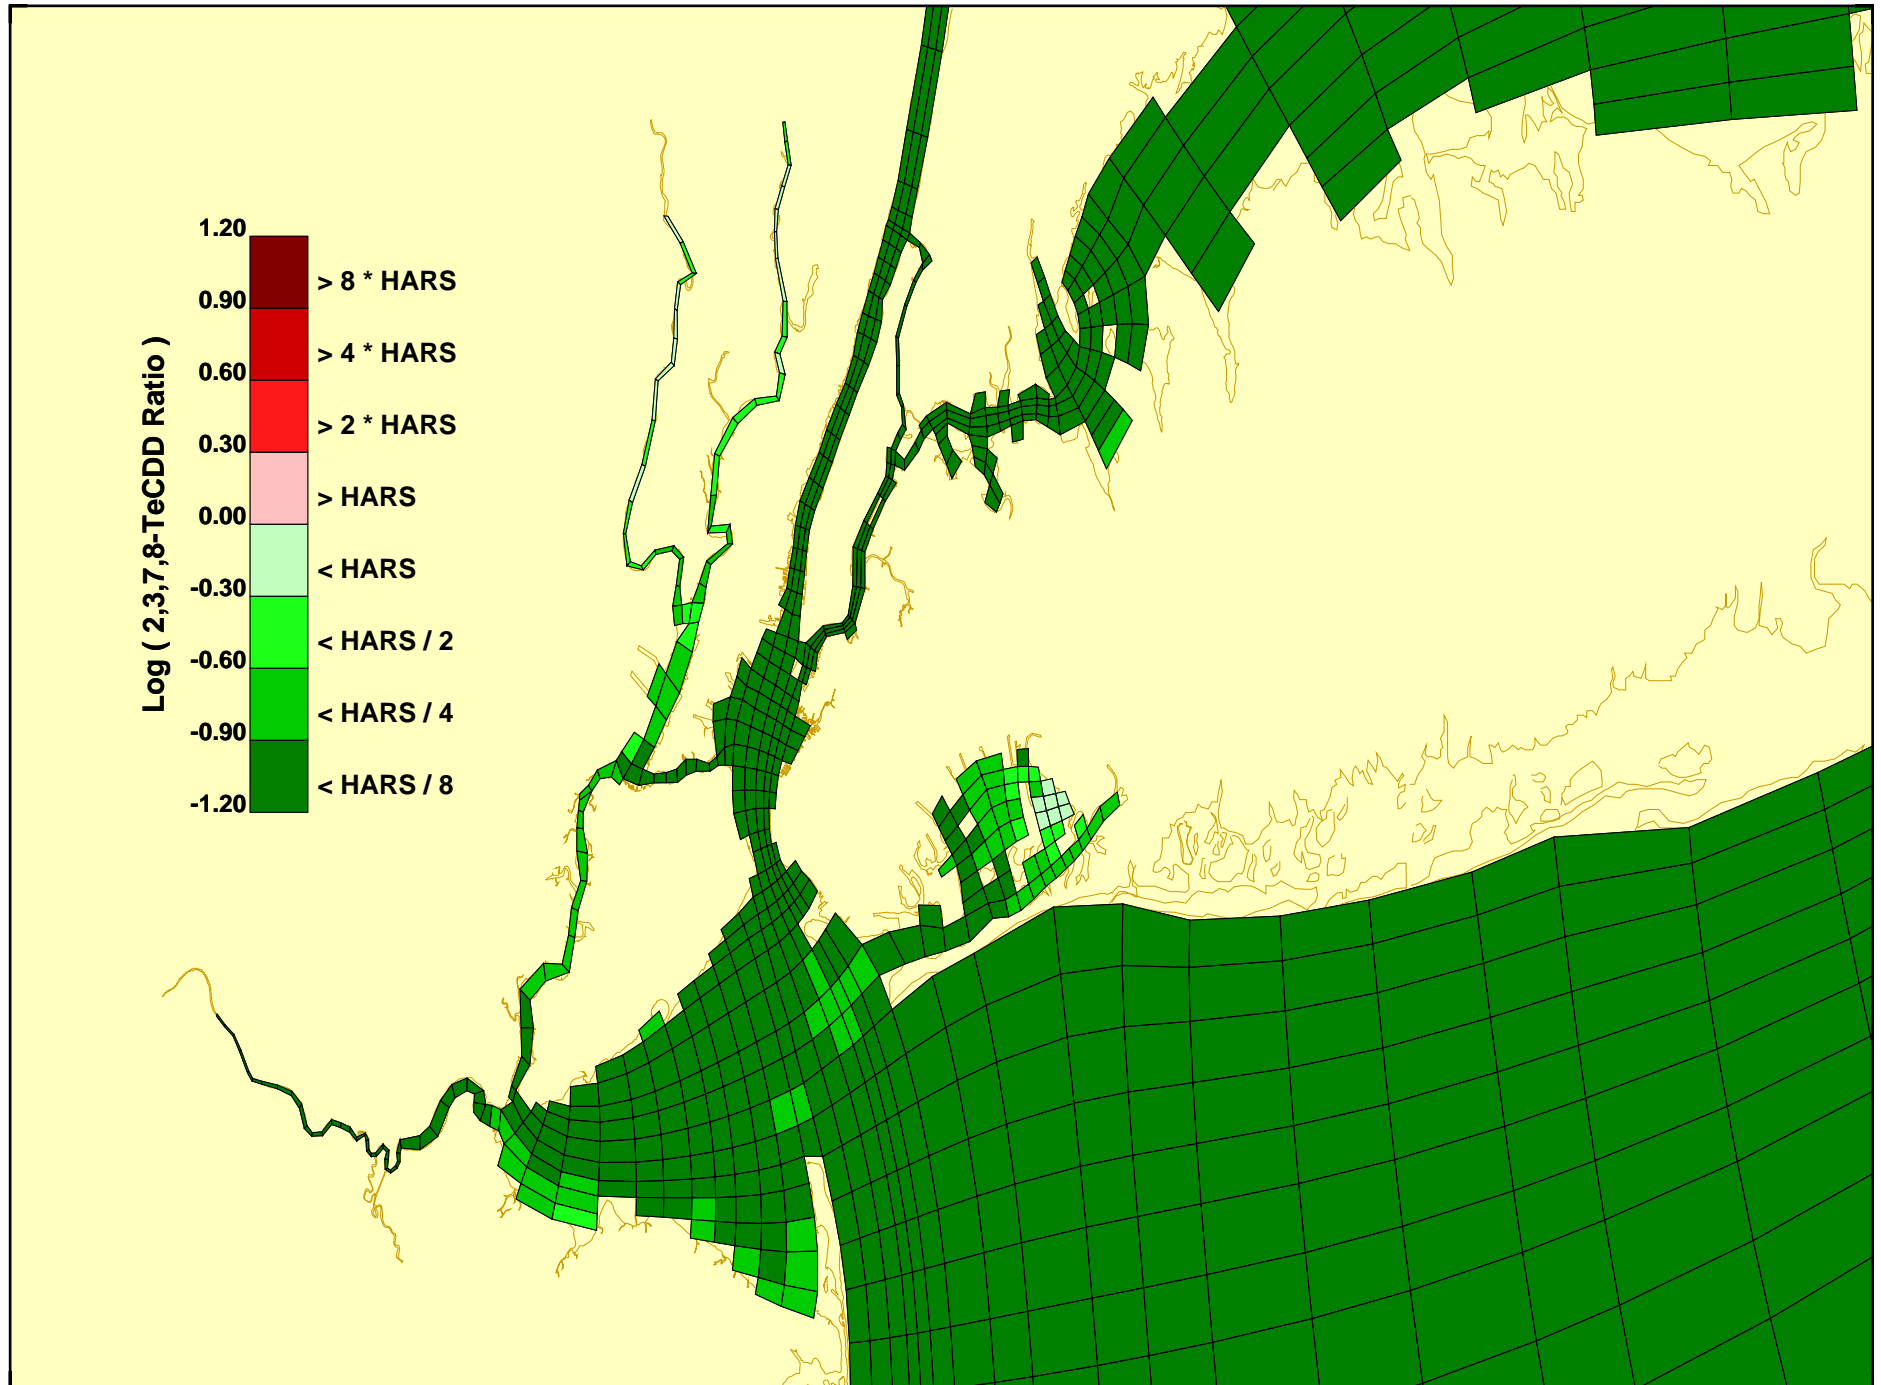 1.20
> 8 * HARS
0.90
> 4 * HARS
0.60
> 2 * HARS
0.30
> HARS
0.00
< HARS
-0.30
< HARS / 2
-0.60
< HARS / 4
-0.90
< HARS / 8
-1.20
Log ( 2,3,7,8-TeCDD Ratio )